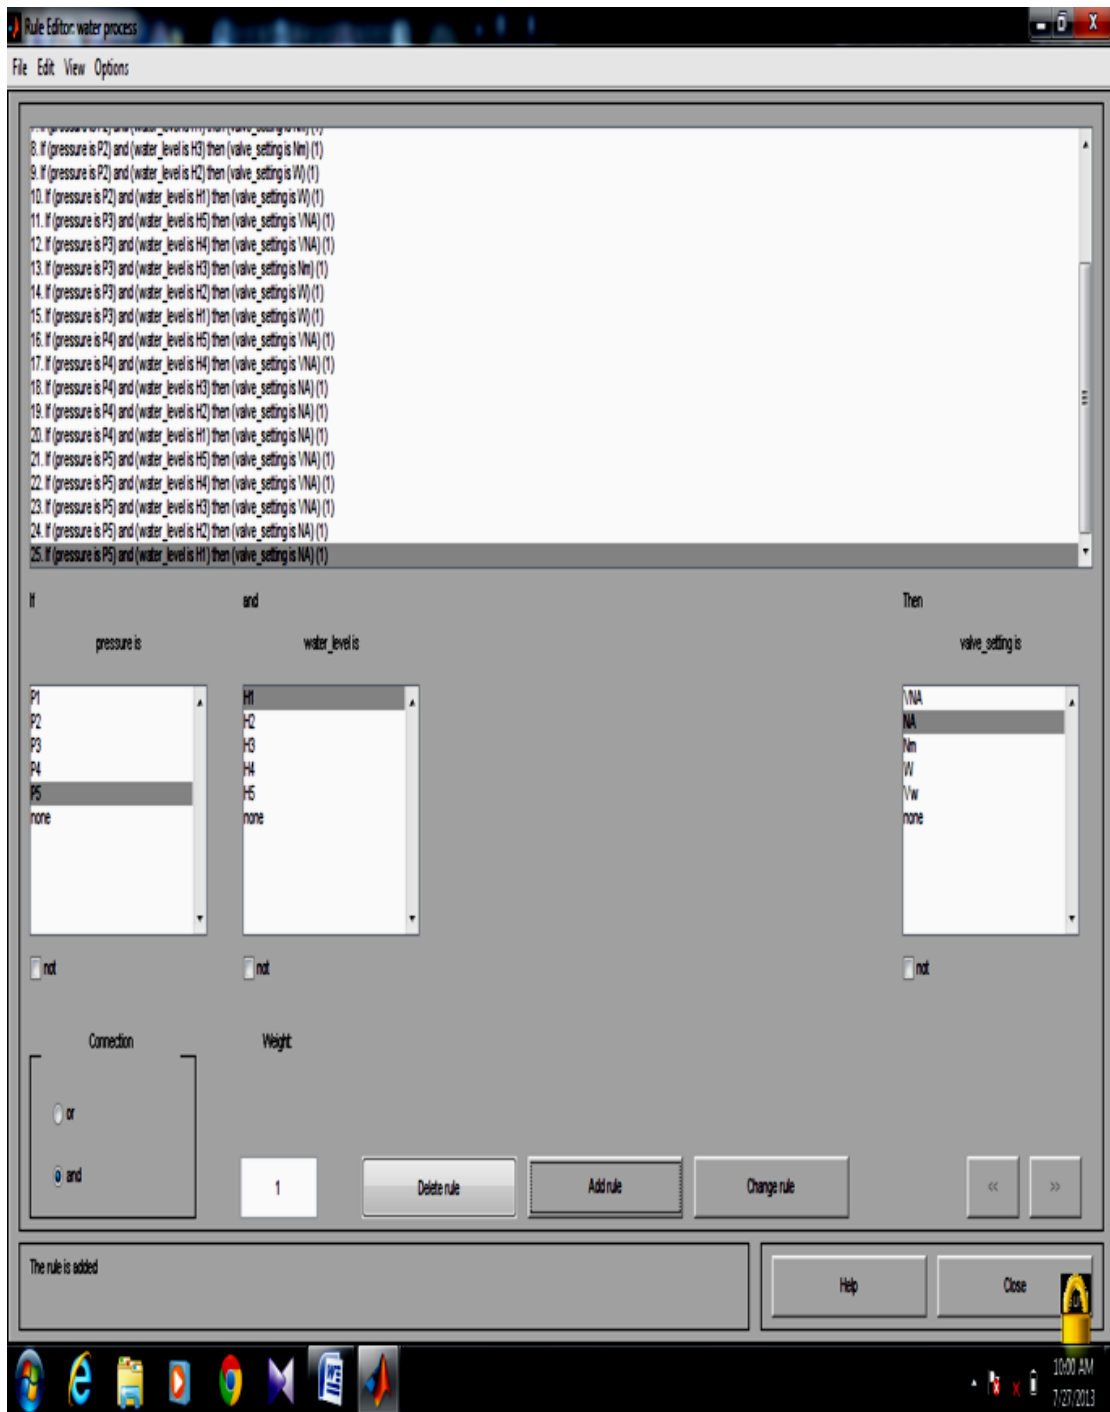 Rule Editor: water process
File Edit View Options
8. If (pressure is P2) and (water_level is H3) then (valve_setting is Nm) (1)
9. If (pressure is P2) and (water_level is H2) then (valve_setting is W) (1)
10. If (pressure is P2) and (water_level is H1) then (valve_setting is W) (1)
11. If (pressure is P3) and (water_level is H5) then (valve_setting is VNA) (1)
12. If (pressure is P3) and (water_level is H4) then (valve_setting is VNA) (1)
13. If (pressure is P3) and (water_level is H3) then (valve_setting is Nm) (1)
14. If (pressure is P3) and (water_level is H2) then (valve_setting is W) (1)
15. If (pressure is P3) and (water_level is H1) then (valve_setting is W) (1)
16. If (pressure is P4) and (water_level is H5) then (valve_setting is VNA) (1)
17. If (pressure is P4) and (water_level is H4) then (valve_setting is VNA) (1)
18. If (pressure is P4) and (water_level is H3) then (valve_setting is NA) (1)
19. If (pressure is P4) and (water_level is H2) then (valve_setting is NA) (1)
20. If (pressure is P4) and (water_level is H1) then (valve_setting is NA) (1)
21. If (pressure is P5) and (water_level is H5) then (valve_setting is VNA) (1)
22. If (pressure is P5) and (water_level is H4) then (valve_setting is VNA) (1)
23. If (pressure is P5) and (water_level is H3) then (valve_setting is VNA) (1)
24. If (pressure is P5) and (water_level is H2) then (valve_setting is NA) (1)
25. If (pressure is P5) and (water_level is H1) then (valve_setting is NA) (1)
If and Then
pressure is water_level is valve_setting is
P1 H1 VNA
P2 H2 NA
P3 H3 Nm
P4 H4 W
P5 H5 Vw
none none none
not not not
Connection Weight:
or
and 1 Delete rule Add rule Change rule << >>
The rule is added Help Close
10:00 AM
7/27/2013